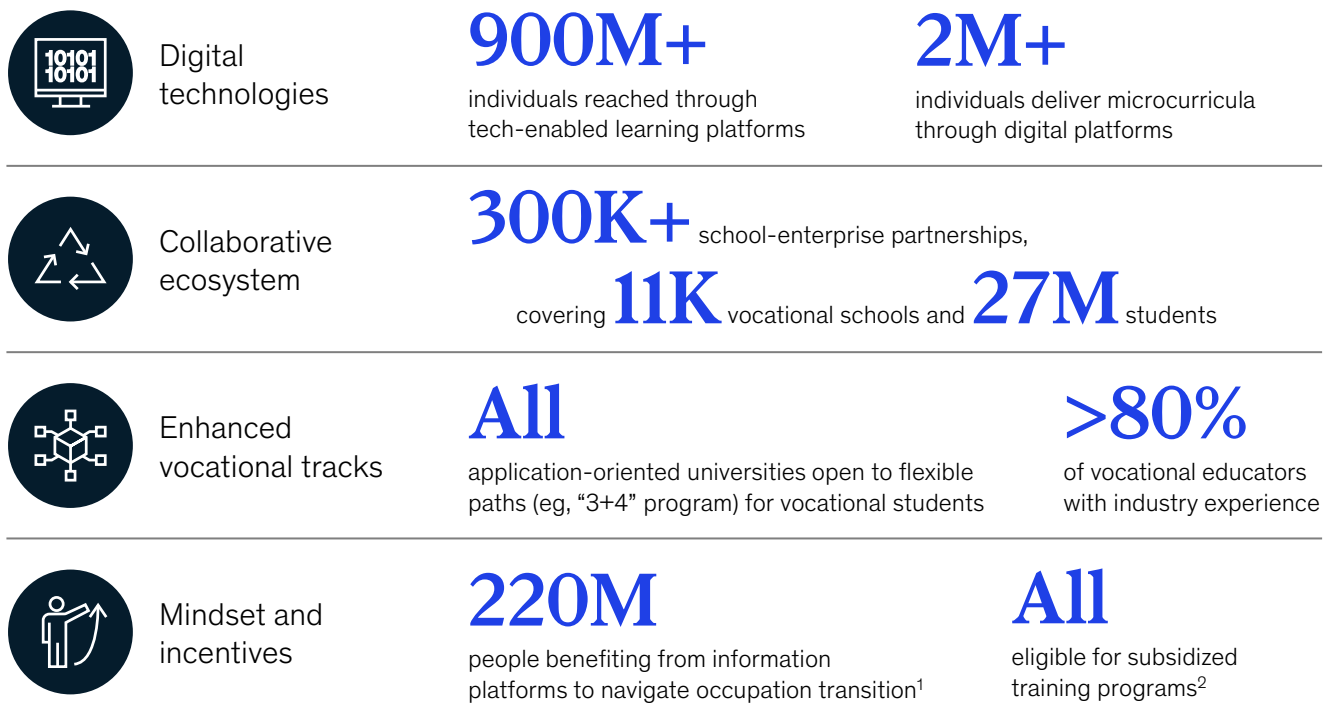 10101
10101
Digital
technologies
900M+
individuals reached through
tech-enabled learning platforms
2M+
individuals deliver microcurricula
through digital platforms
Collaborative
ecosystem
300K+ school-enterprise partnerships,
covering 11K vocational schools and 27M students
Enhanced
vocational tracks
All
application-oriented universities open to flexible
paths (eg, “3+4” program) for vocational students
>80%
of vocational educators
with industry experience
Mindset and
incentives
220M
people benefiting from information
platforms to navigate occupation transition¹
All
eligible for subsidized
training programs²